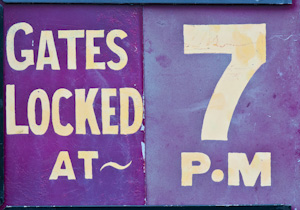 GATES
LOCKED
AT~
7
P.M